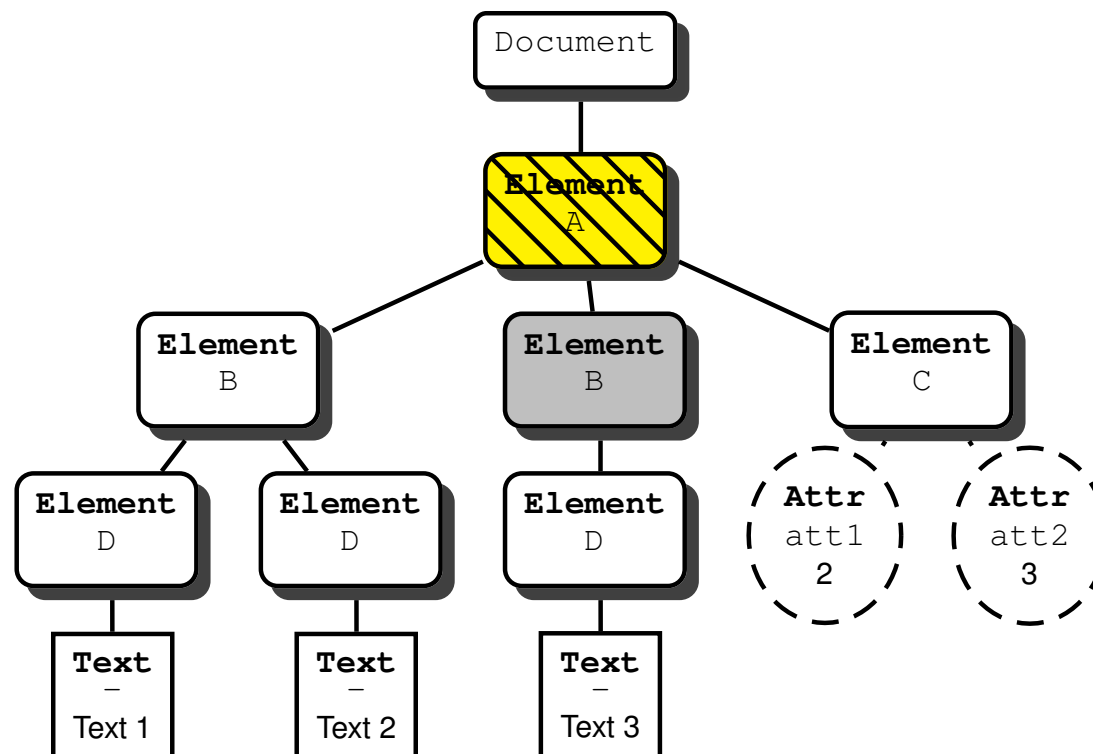 Document
Element
A
Element
B
Element
B
Element
C
Element
D
Element
D
Element
D
Attr
att1
2
Attr
att2
3
Text
–
Text 1
Text
–
Text 2
Text
–
Text 3